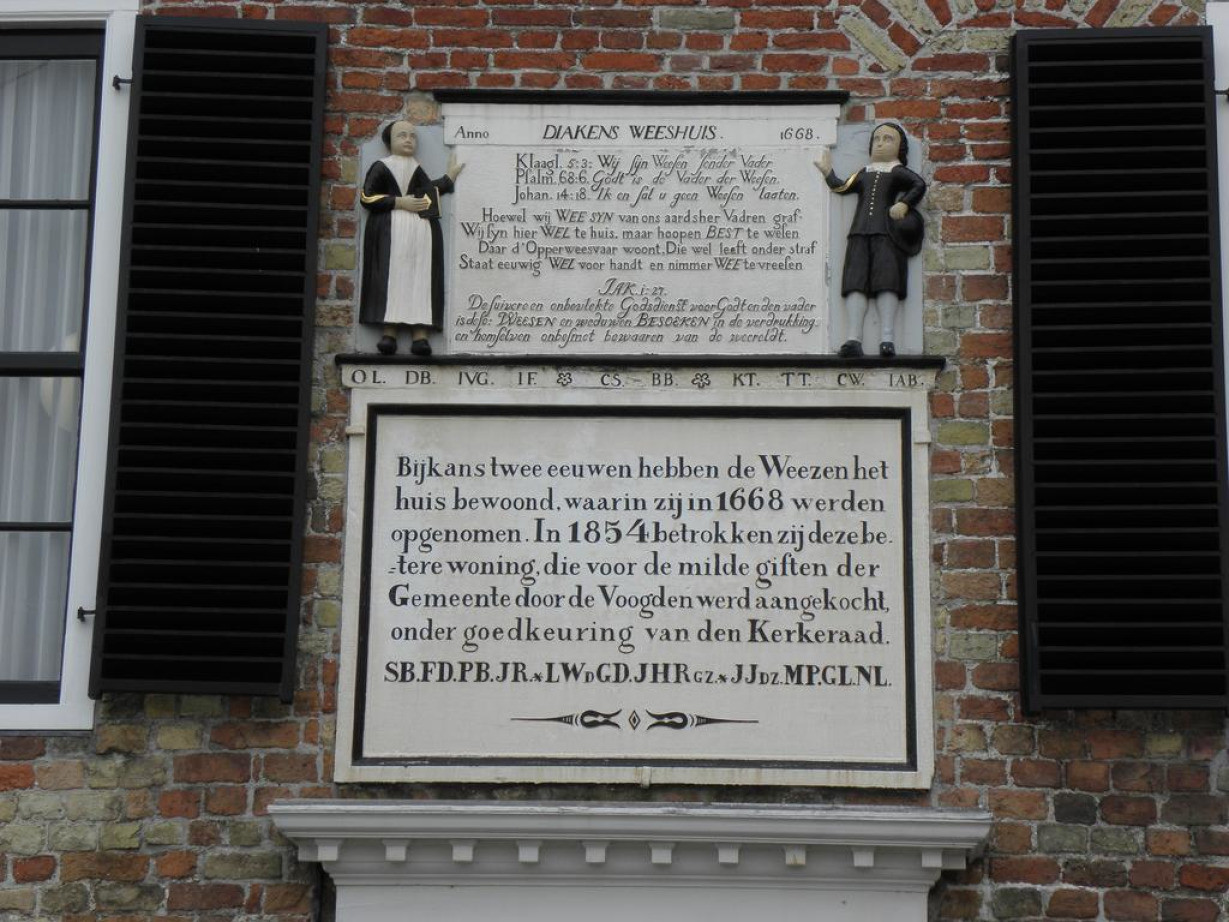 Anno DIAKENS WEESHUIS. 1668.
Klaagl. 5:3: Wij ſyn Weeſen ſonder Vader
Pſalm. 68:6. Godt is de Vader der Weeſen.
Johan. 14:18. Ik en ſal u geen Weeſen laaten.
Hoewel wij WEE SYN van ons aardsher Vadren graf.
Wij ſyn hier WEL te huis. maar hoopen BEST te weſen
Daar d'Opperweesvaar woont, Die wel leeft onder straf
Staat eeuwig WEL voor handt en nimmer WEE te vreeſen
JAK. 1:27.
De ſuivere en onbevlekte Godsdienſt voor Godt en den vader
is deſe: WEESEN en weduwen BESOEKEN in de verdrukking.
en hemſelven onbeſmet bewaaren van de weereldt.
OL. DB. IVG. IF. CS. BB. KT. TT. CW. IAB.
Bijkans twee eeuwen hebben de Weezen het
huis bewoond, waarin zij in 1668 werden
opgenomen. In 1854 betrokken zij deze be-
-tere woning, die voor de milde giften der
Gemeente door de Voogden werd aangekocht,
onder goedkeuring van den Kerkeraad.
SB.FD.PB.JR.*LWDGD.JHRGZ.*JJDZ.MP.GL.NL.